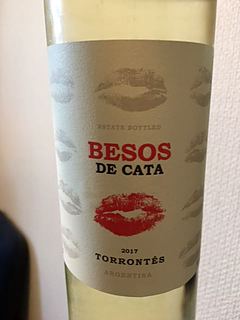 ESTATE BOTTLED
BESOS
DE CATA
2017
TORRONTÉS
ARGENTINA